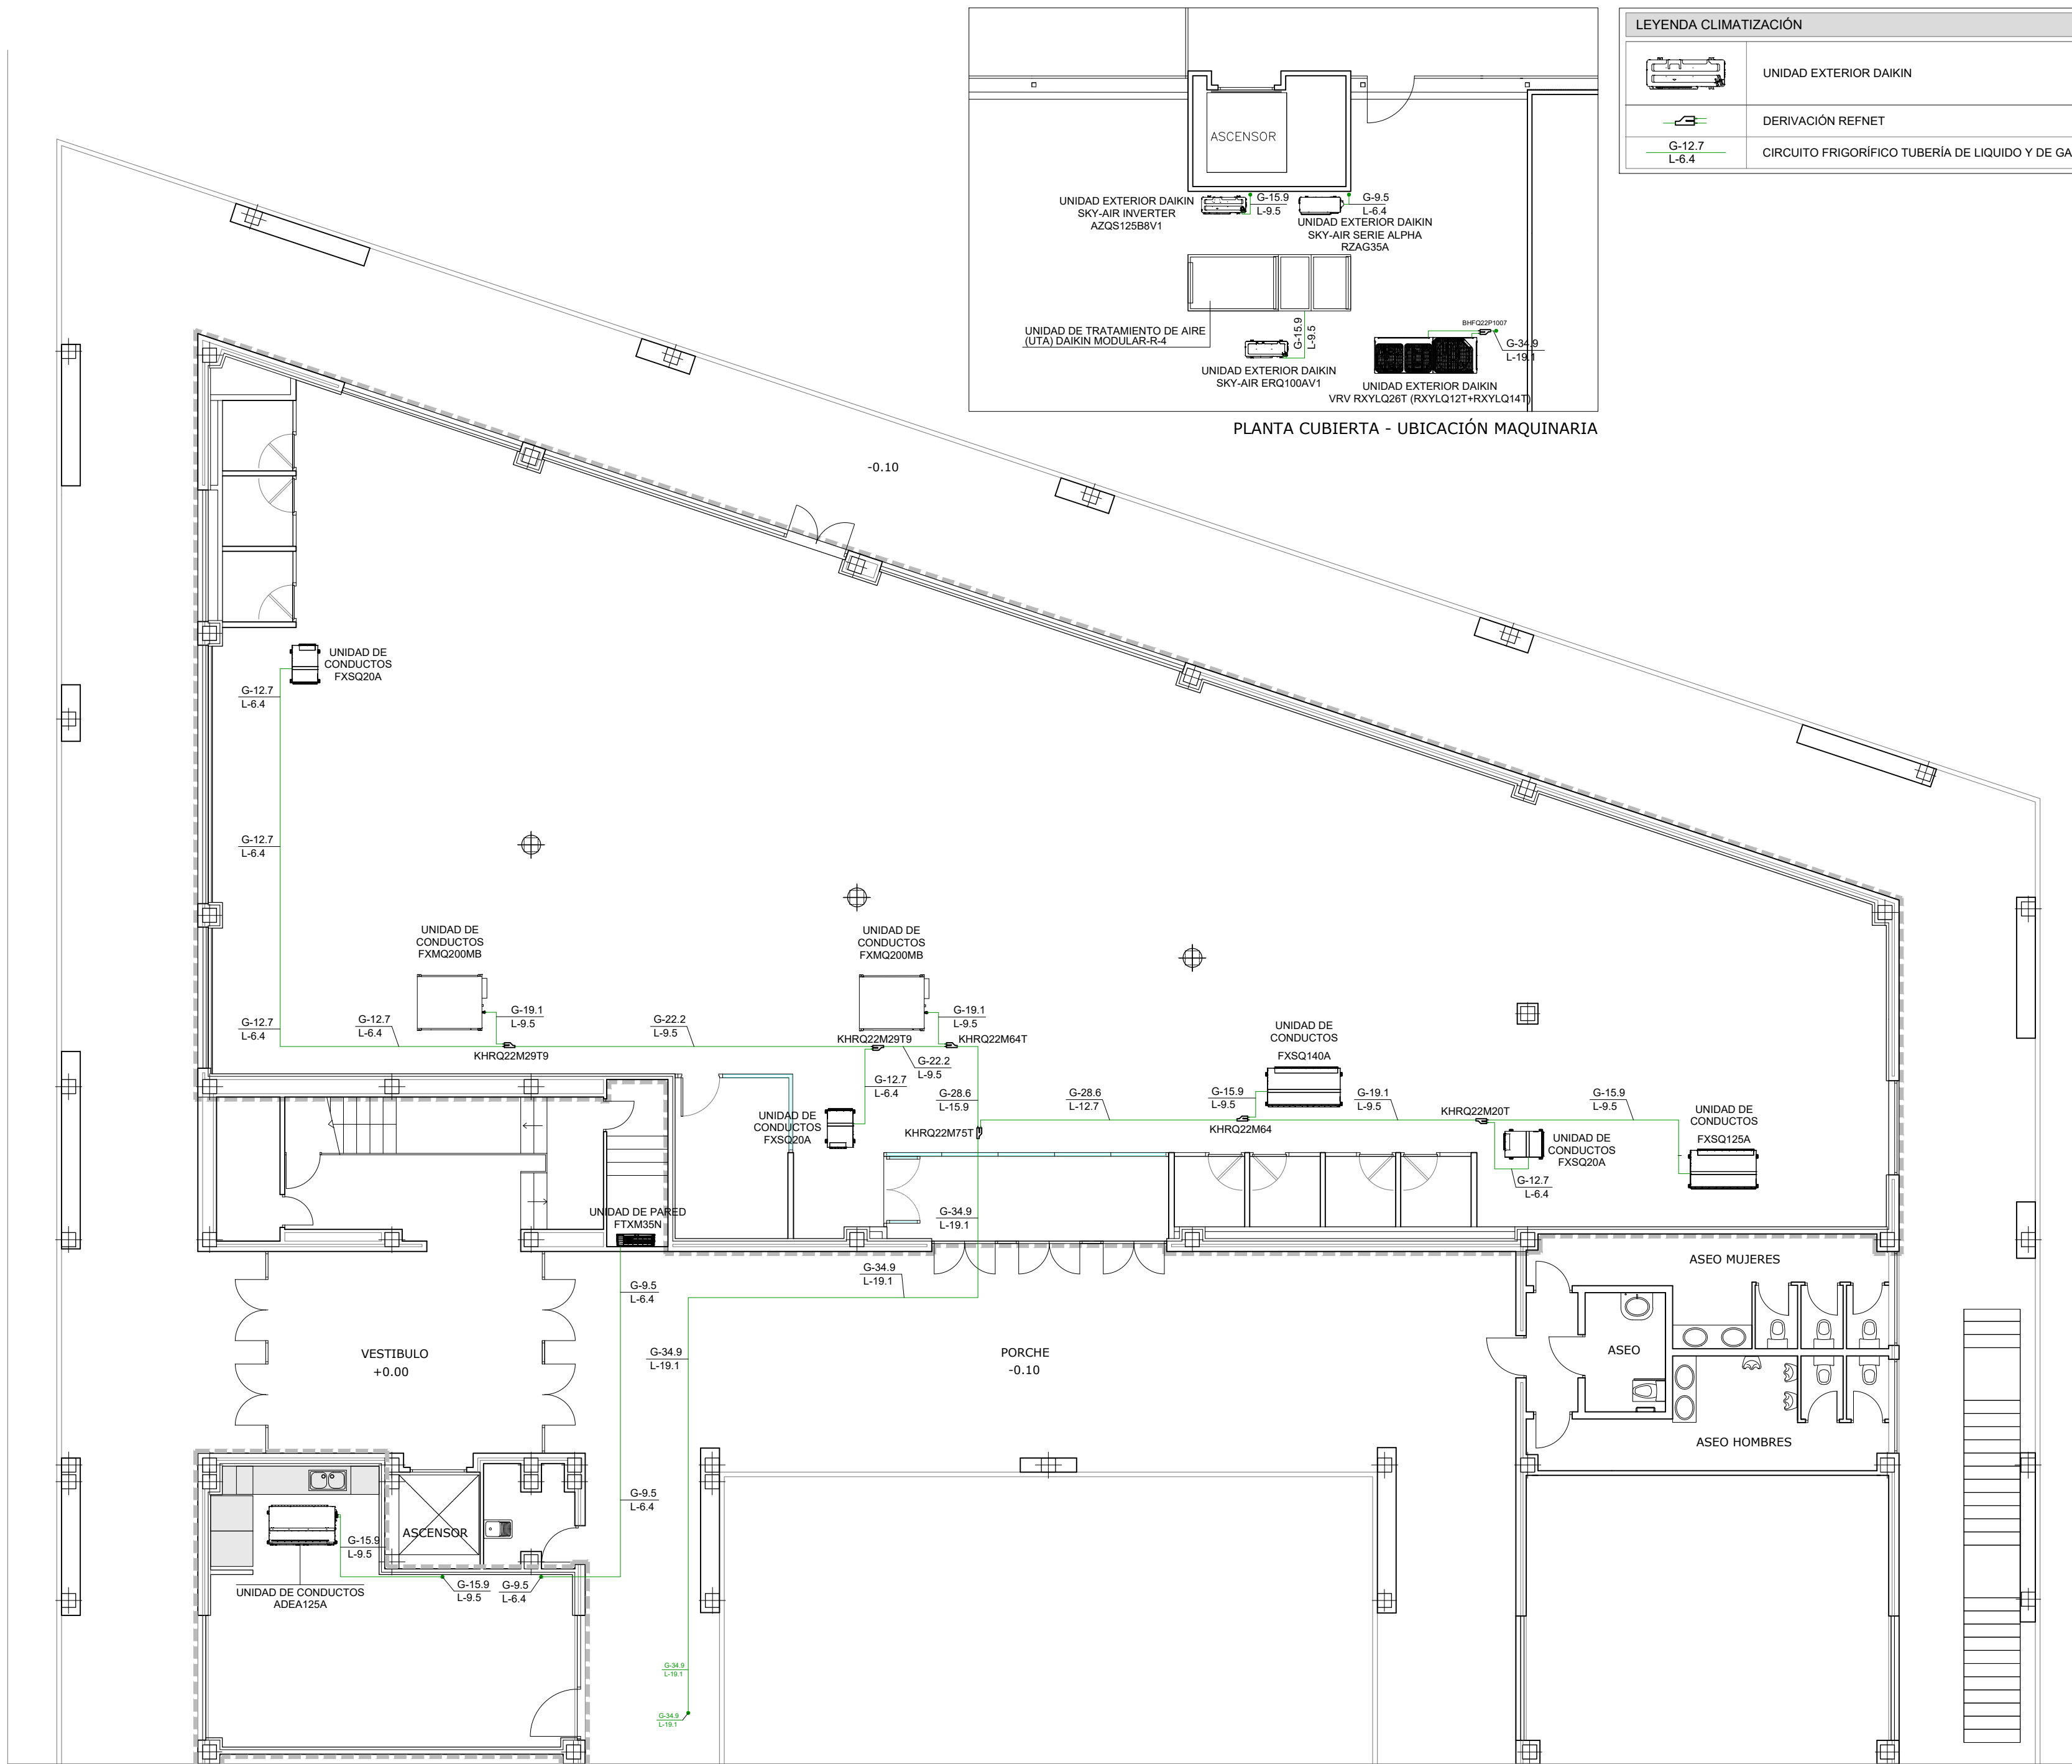 LEYENDA CLIMATIZACIÓN
UNIDAD EXTERIOR DAIKIN
DERIVACIÓN REFNET
G-12.7
L-6.4
CIRCUITO FRIGORÍFICO TUBERÍA DE LIQUIDO Y DE GA
ASCENSOR
UNIDAD EXTERIOR DAIKIN
SKY-AIR INVERTER
AZQS125B8V1
G-15.9
L-9.5
G-9.5
L-6.4
UNIDAD EXTERIOR DAIKIN
SKY-AIR SERIE ALPHA
RZAG35A
UNIDAD DE TRATAMIENTO DE AIRE
(UTA) DAIKIN MODULAR-R-4
G-15.9
L-9.5
BHFQ22P1007
G-34.9
L-19.1
UNIDAD EXTERIOR DAIKIN
SKY-AIR ERQ100AV1
UNIDAD EXTERIOR DAIKIN
VRV RXYLQ26T (RXYLQ12T+RXYLQ14T)
PLANTA CUBIERTA - UBICACIÓN MAQUINARIA
-0.10
UNIDAD DE
CONDUCTOS
FXSQ20A
G-12.7
L-6.4
G-12.7
L-6.4
UNIDAD DE
CONDUCTOS
FXMQ200MB
UNIDAD DE
CONDUCTOS
FXMQ200MB
G-12.7
L-6.4
G-12.7
L-6.4
G-19.1
L-9.5
KHRQ22M29T9
G-22.2
L-9.5
G-19.1
L-9.5
KHRQ22M29T9
KHRQ22M64T
G-22.2
L-9.5
G-12.7
L-6.4
UNIDAD DE
CONDUCTOS
FXSQ20A
G-28.6
L-15.9
KHRQ22M75T
G-28.6
L-12.7
UNIDAD DE
CONDUCTOS
FXSQ140A
G-15.9
L-9.5
KHRQ22M64
G-19.1
L-9.5
KHRQ22M20T
G-15.9
L-9.5
UNIDAD DE
CONDUCTOS
FXSQ20A
G-12.7
L-6.4
UNIDAD DE
CONDUCTOS
FXSQ125A
UNIDAD DE PARED
FTXM35N
G-34.9
L-19.1
G-34.9
L-19.1
G-9.5
L-6.4
G-34.9
L-19.1
VESTIBULO
+0.00
PORCHE
-0.10
ASEO MUJERES
ASEO
ASEO HOMBRES
G-9.5
L-6.4
ASCENSOR
G-15.9
L-9.5
G-15.9
L-9.5
G-9.5
L-6.4
UNIDAD DE CONDUCTOS
ADEA125A
G-34.9
L-19.1
G-34.9
L-19.1